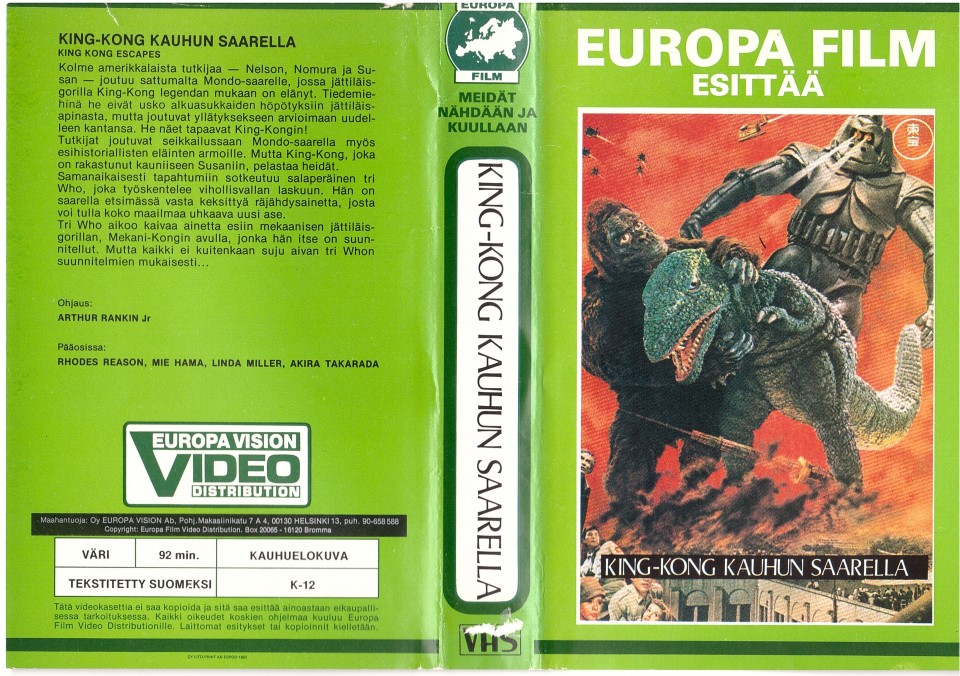 KING-KONG KAUHUN SAARELLA
KING KONG ESCAPES
Kolme amerikkalaista tutkijaa — Nelson, Nomura ja Su-
san — joutuu sattumalta Mondo-saarelle, jossa jättiläis-
gorilla King-Kong legendan mukaan on elänyt. Tiedemie-
hinä he eivät usko alkuasukkaiden höpötyksiin jättiläis-
apinasta, mutta joutuvat yllätyksekseen arvioimaan uudel-
leen kantansa. He näet tapaavat King-Kongin!
Tutkijat joutuvat seikkailussaan Mondo-saarella myös
esihistoriallisten eläinten armoille. Mutta King-Kong, joka
on rakastunut kauniiseen Susaniin, pelastaa heidät.
Samanaikaisesti tapahtumiin sotkeutuu salaperäinen tri
Who, joka työskentelee vihollisvallan laskuun. Hän on
saarella etsimässä vasta keksittyä räjähdysainetta, josta
voi tulla koko maailmaa uhkaava uusi ase.
Tri Who aikoo kaivaa ainetta esiin mekaanisen jättiläis-
gorillan, Mekani-Kongin avulla, jonka hän itse on suun-
nitellut. Mutta kaikki ei kuitenkaan suju aivan tri Whon
suunnitelmien mukaisesti...
Ohjaus:
ARTHUR RANKIN Jr
Pääosissa:
RHODES REASON, MIE HAMA, LINDA MILLER, AKIRA TAKARADA
EUROPA VISION
VIDEO
DISTRIBUTION
Maahantuoja: Oy EUROPA VISION Ab, Pohj.Makasiinikatu 7 A 4, 00130 HELSINKI 13, puh. 90-658 588
Copyright: Europa Film Video Distribution. Box 20065 - 16120 Bromma
VÄRI 92 min. KAUHUELOKUVA
TEKSTITETTY SUOMEKSI K-12
Tätä videokasettia ei saa kopioida ja sitä saa esittää ainoastaan eikaupalli-
sessa tarkoituksessa. Kaikki oikeudet koskien ohjelmaa kuuluu Europa
Film Video Distributionille. Laittomat esitykset tai kopioinnit kielletään.
EUROPA
FILM
MEIDÄT
NÄHDÄÄN JA
KUULLAAN
KING-KONG KAUHUN SAARELLA
VHS
EUROPA FILM
ESITTÄÄ
東宝
KING-KONG KAUHUN SAARELLA